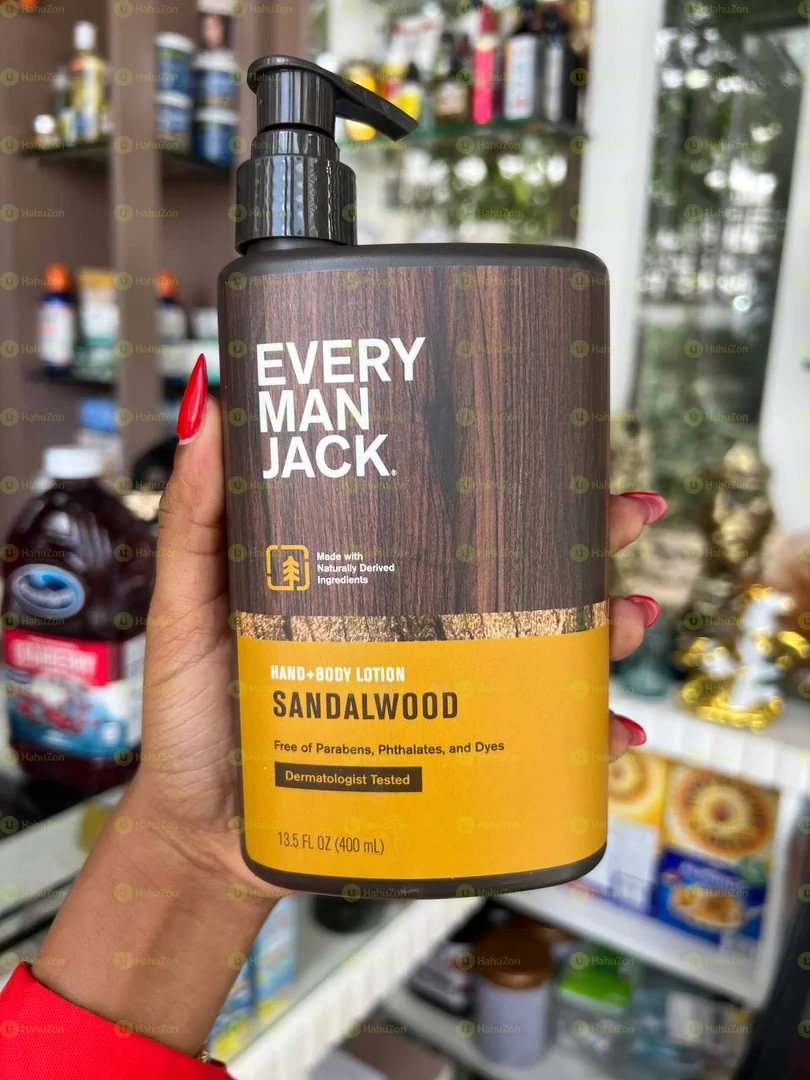 EVERY
MAN
JACK®
Made with
Naturally Derived
Ingredients
HAND+BODY LOTION
SANDALWOOD
Free of Parabens, Phthalates, and Dyes
Dermatologist Tested
13.5 FL OZ (400 mL)
HahuZon